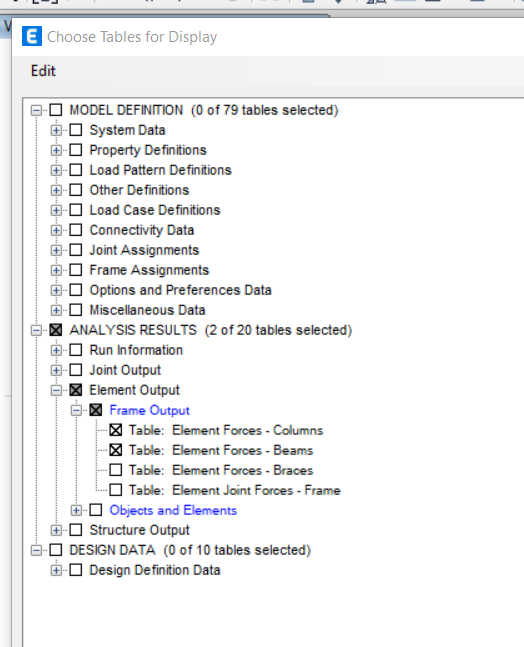 E Choose Tables for Display
Edit
MODEL DEFINITION (0 of 79 tables selected)
System Data
Property Definitions
Load Pattern Definitions
Other Definitions
Load Case Definitions
Connectivity Data
Joint Assignments
Frame Assignments
Options and Preferences Data
Miscellaneous Data
ANALYSIS RESULTS (2 of 20 tables selected)
Run Information
Joint Output
Element Output
Frame Output
Table: Element Forces - Columns
Table: Element Forces - Beams
Table: Element Forces - Braces
Table: Element Joint Forces - Frame
Objects and Elements
Structure Output
DESIGN DATA (0 of 10 tables selected)
Design Definition Data